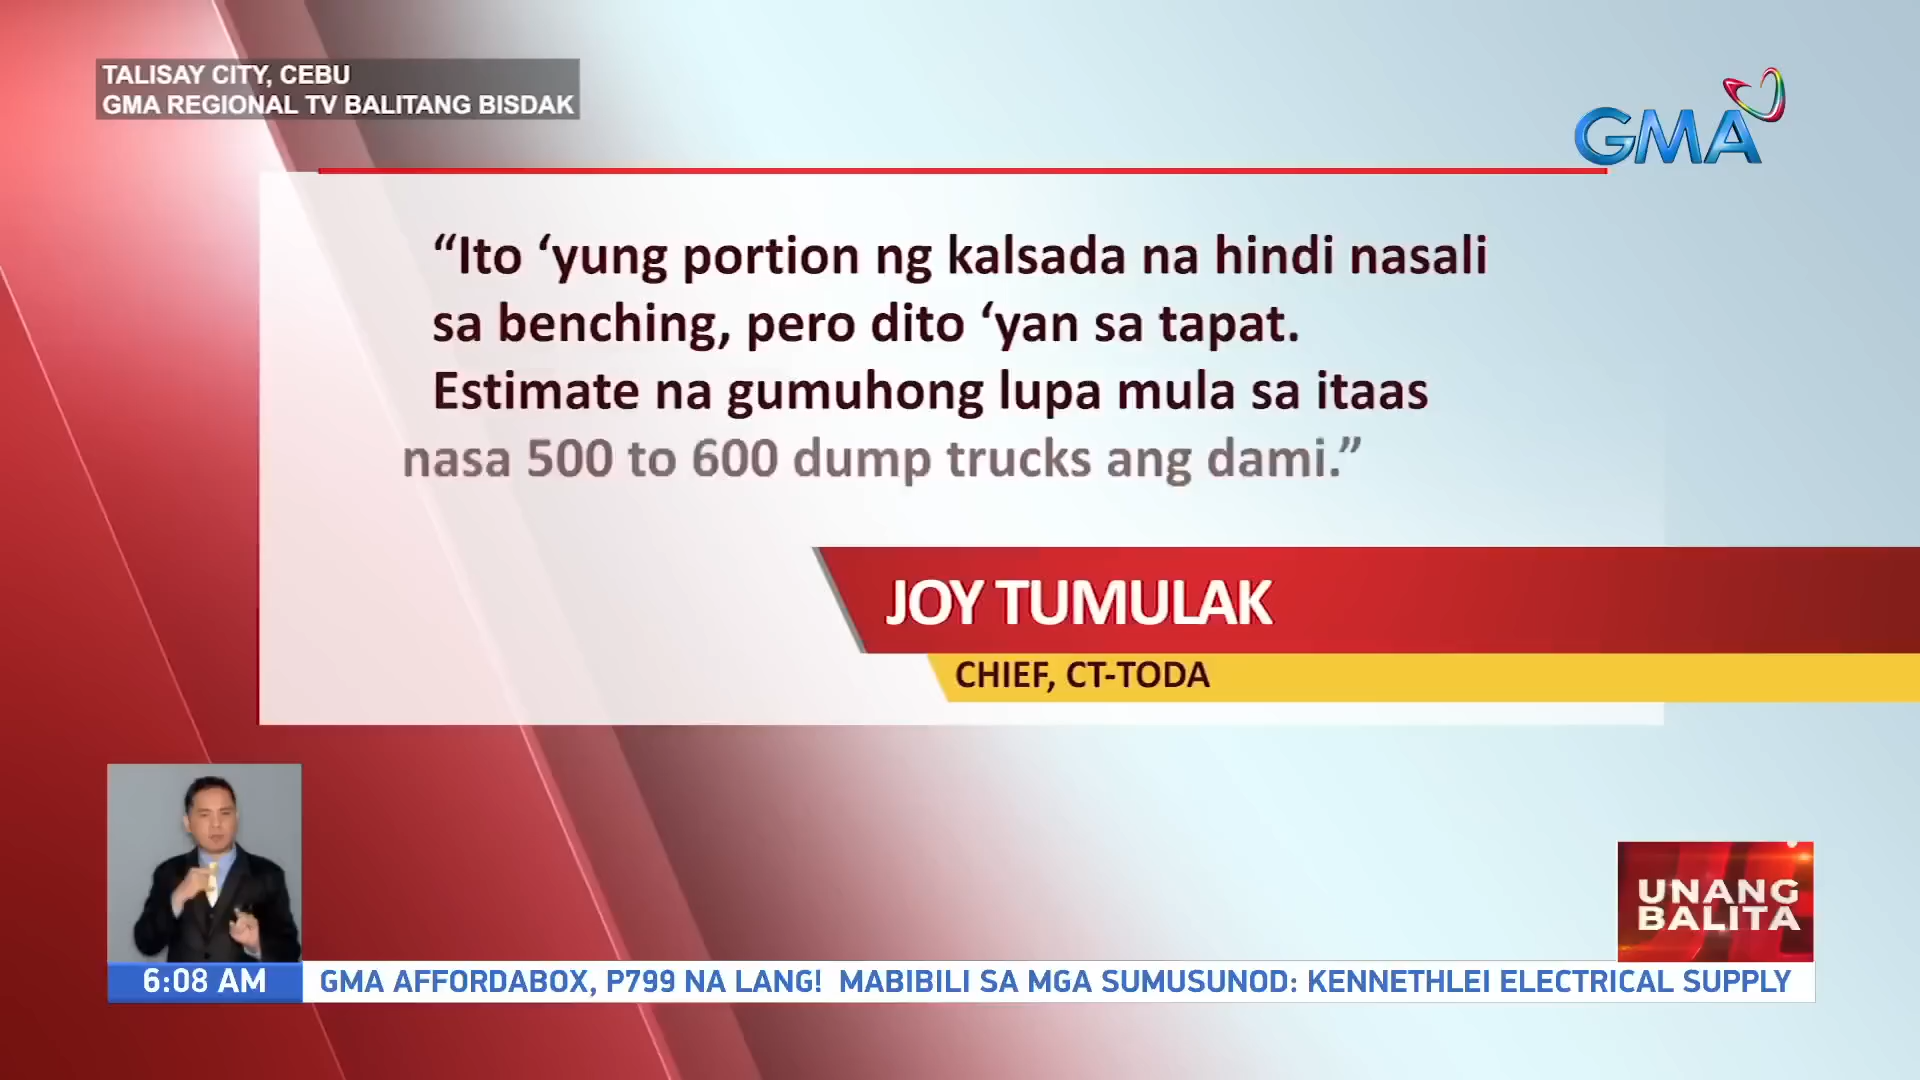 TALISAY CITY, CEBU
GMA REGIONAL TV BALITANG BISDAK
GMA
“Ito ‘yung portion ng kalsada na hindi nasali
sa benching, pero dito ‘yan sa tapat.
Estimate na gumuhong lupa mula sa itaas
nasa 500 to 600 dump trucks ang dami.”
JOY TUMULAK
CHIEF, CT-TODA
UNANG
BALITA
6:08 AM
GMA AFFORDABOX, P799 NA LANG! MABIBILI SA MGA SUMUSUNOD: KENNETHLEI ELECTRICAL SUPPLY